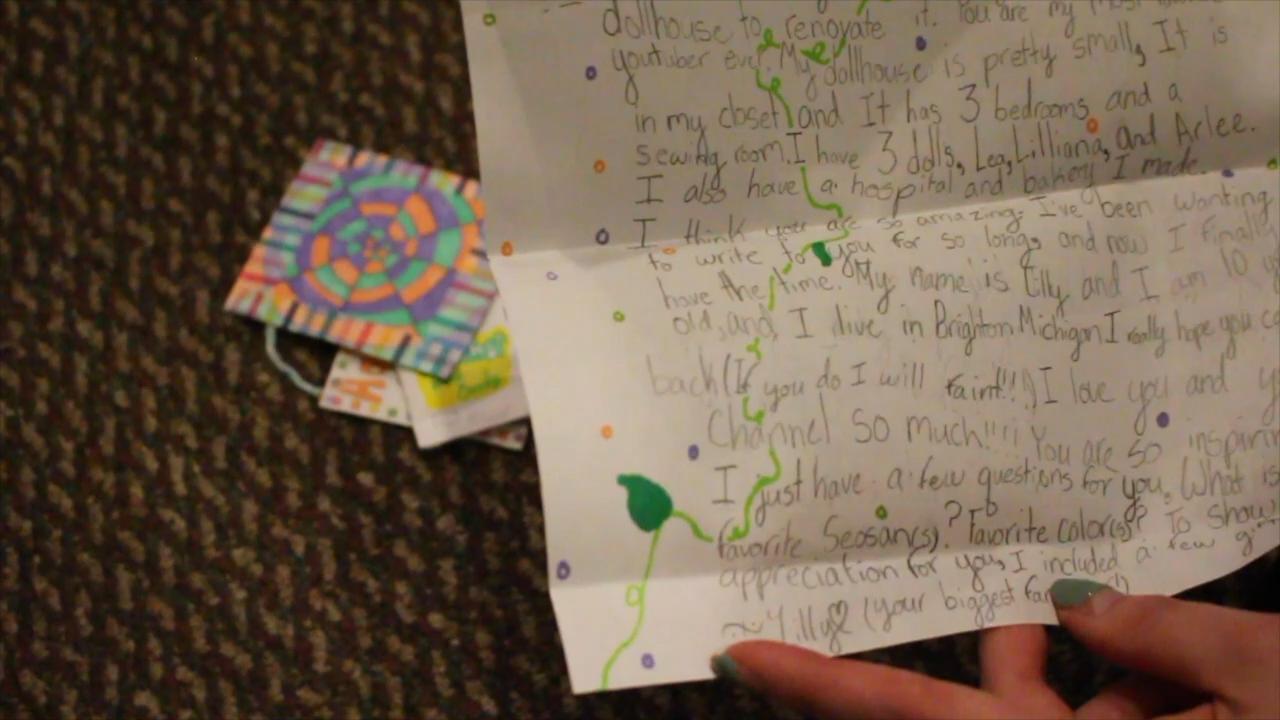 dollhouse to renovate it. You are my most
youtuber ever. My dollhouse is pretty small, It is
in my closet and It has 3 bedrooms and a
sewing room. I have 3 dolls, Lea, Lilliana, and Arlee.
I also have a hospital and bakery I made.
I think you are so amazing. I've been wanting
to write to you for so long, and now I finally
have the time. My name is Lilly and I am 10
old, and I live in Brighton Michigan I really hope you
back (If you do I will faint!!!) I love you and
Channel so much!!!! You are so
I just have a few questions for you. What is
favorite Seosan(s)? Favorite color(s)? To show
appreciation for you, I included a few
~ Lilly♡ (your biggest